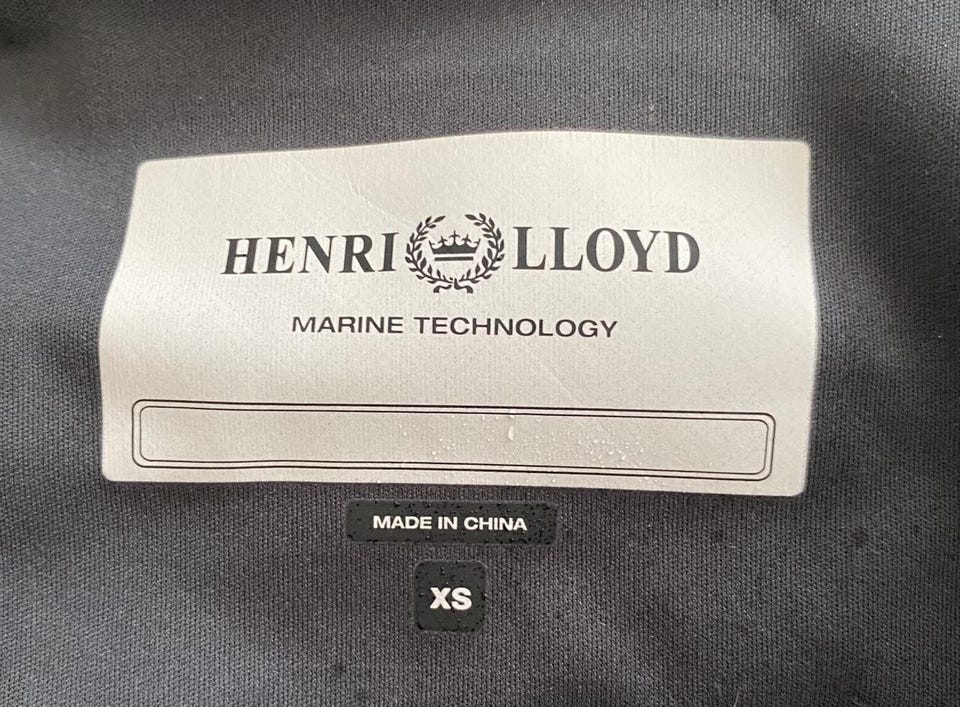 HENRI LLOYD
MARINE TECHNOLOGY
MADE IN CHINA
XS